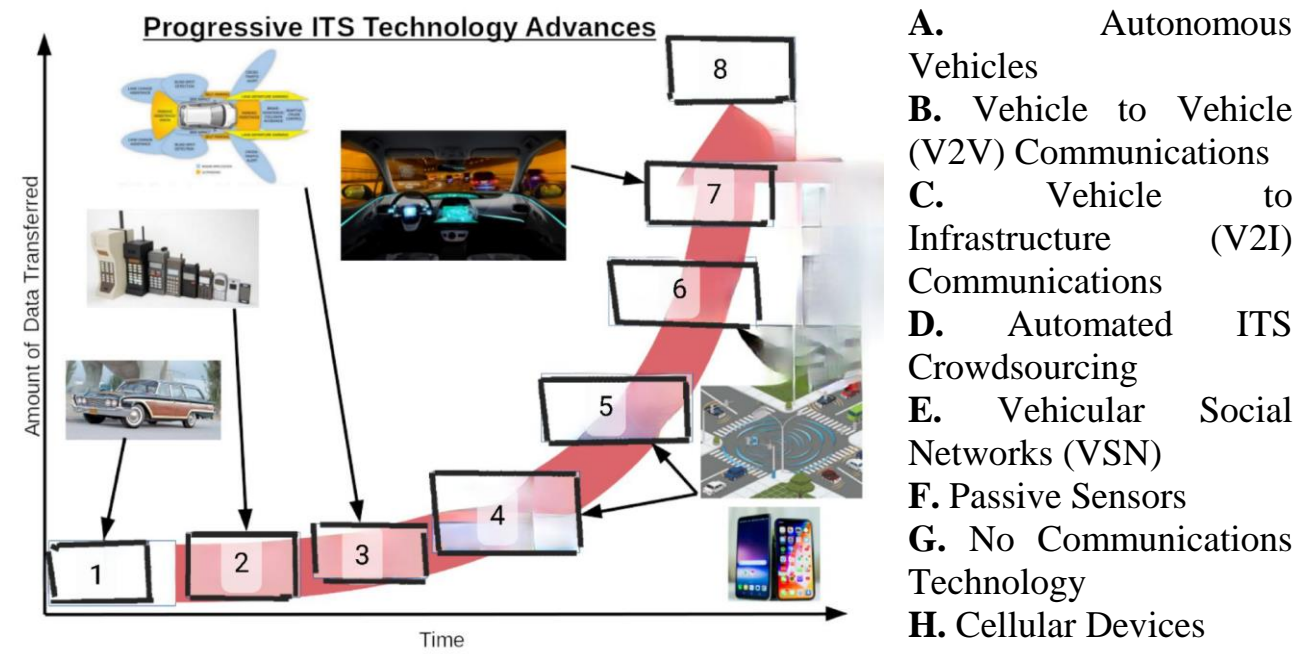 Progressive ITS Technology Advances
Amount of Data Transferred
Time
1
2
3
4
5
6
7
8
A. Autonomous
Vehicles
B. Vehicle to Vehicle
(V2V) Communications
C. Vehicle to
Infrastructure (V2I)
Communications
D. Automated ITS
Crowdsourcing
E. Vehicular Social
Networks (VSN)
F. Passive Sensors
G. No Communications
Technology
H. Cellular Devices